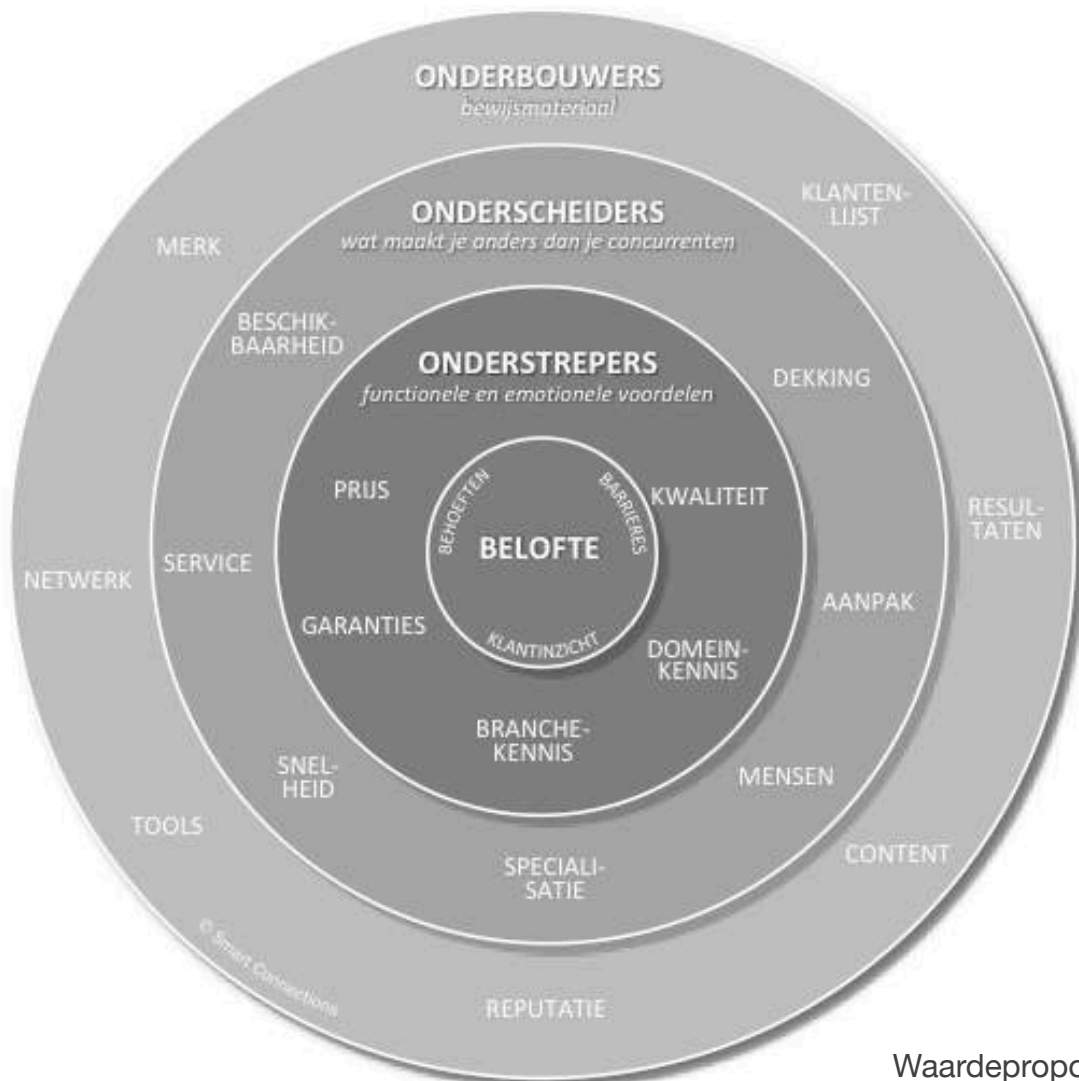 ONDERBOUWERS
bewijsmateriaal
KLANTEN-
LIJST
MERK
ONDERSCHEIDERS
wat maakt je anders dan je concurrenten
BESCHIK-
BAARHEID
DEKKING
ONDERSTREPERS
functionele en emotionele voordelen
PRIJS
KWALITEIT
BEHOEFTEN
BARRIERES
BELOFTE
KLANTINZICHT
RESUL-
TATEN
NETWERK
SERVICE
AANPAK
GARANTIES
DOMEIN-
KENNIS
BRANCHE-
KENNIS
SNEL-
HEID
MENSEN
TOOLS
CONTENT
SPECIALI-
SATIE
REPUTATIE
© Smart Connections